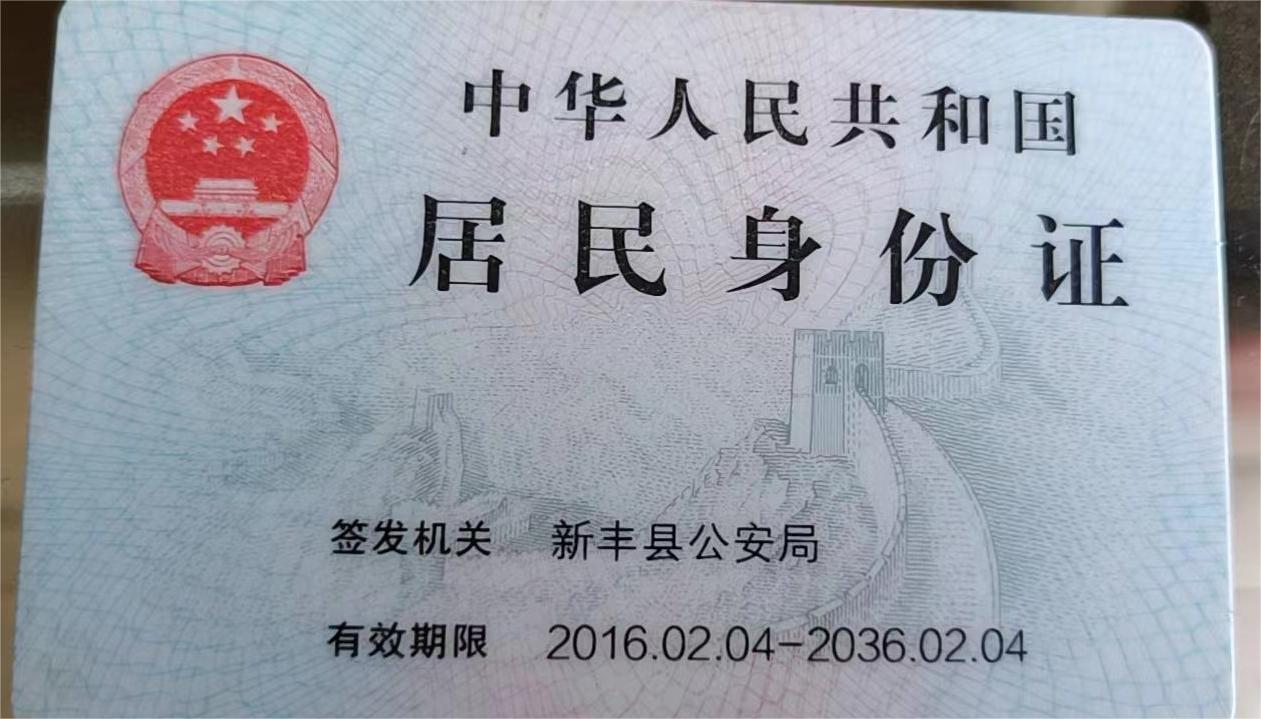 中华人民共和国
居民身份证
签发机关 新丰县公安局
有效期限 2016.02.04-2036.02.04